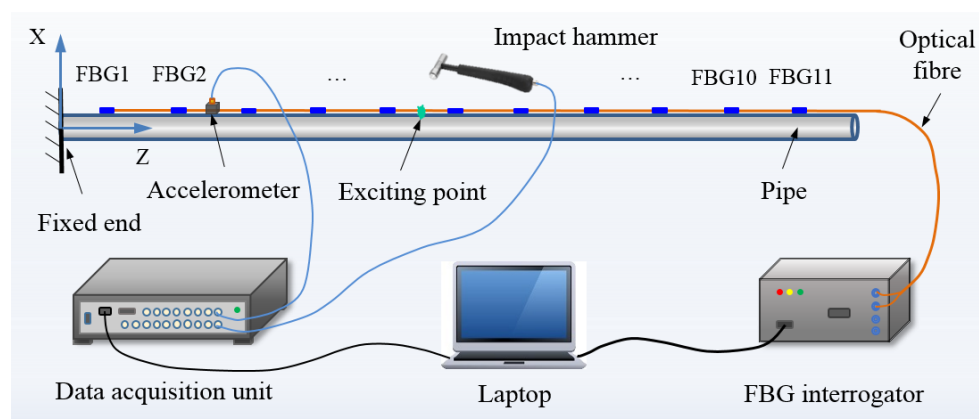 X
Impact hammer
Optical
fibre
FBG1
FBG2
...
...
FBG10
FBG11
Z
Accelerometer
Exciting point
Pipe
Fixed end
Data acquisition unit
Laptop
FBG interrogator